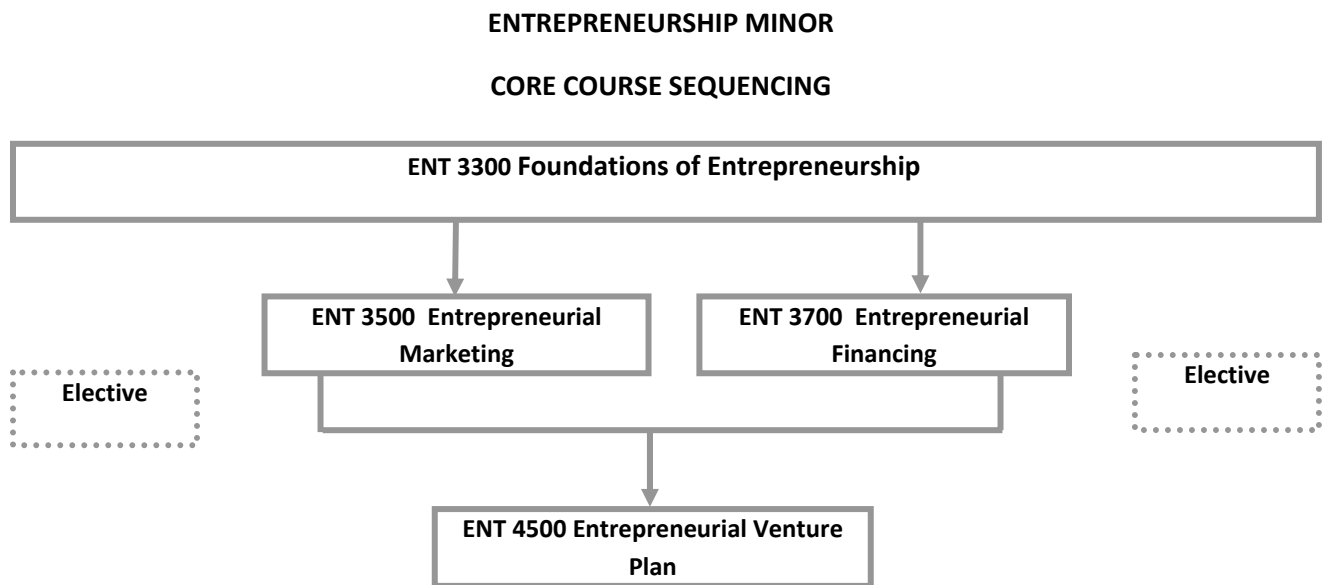 ENTREPRENEURSHIP MINOR
CORE COURSE SEQUENCING
ENT 3300 Foundations of Entrepreneurship
ENT 3500 Entrepreneurial
Marketing
ENT 3700 Entrepreneurial
Financing
Elective
Elective
ENT 4500 Entrepreneurial Venture
Plan